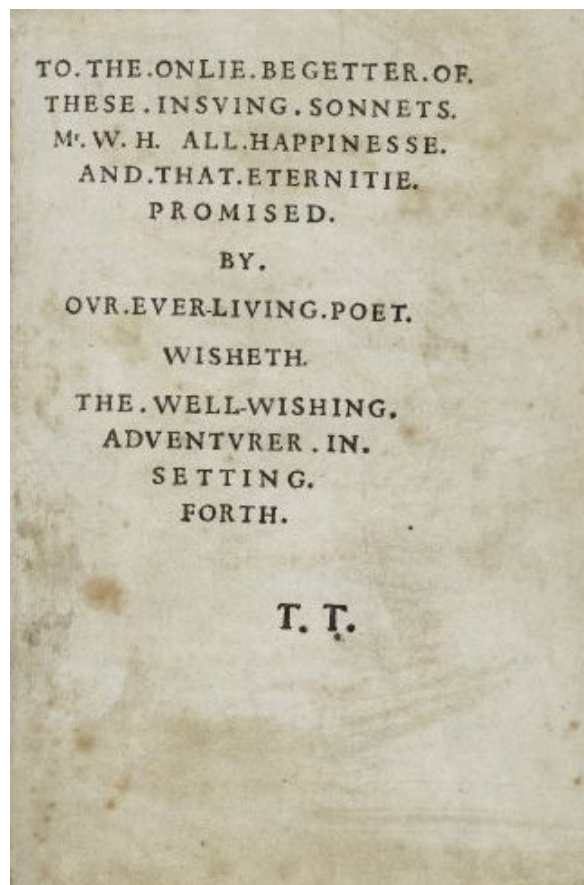 TO.THE.ONLIE.BEGETTER.OF.
THESE.INSVING.SONNETS.
Mr. W. H. ALL.HAPPINESSE.
AND.THAT.ETERNITIE.
PROMISED.
BY.
OVR.EVER-LIVING.POET.
WISHETH.
THE.WELL-WISHING.
ADVENTVRER.IN.
SETTING.
FORTH.
T. T.